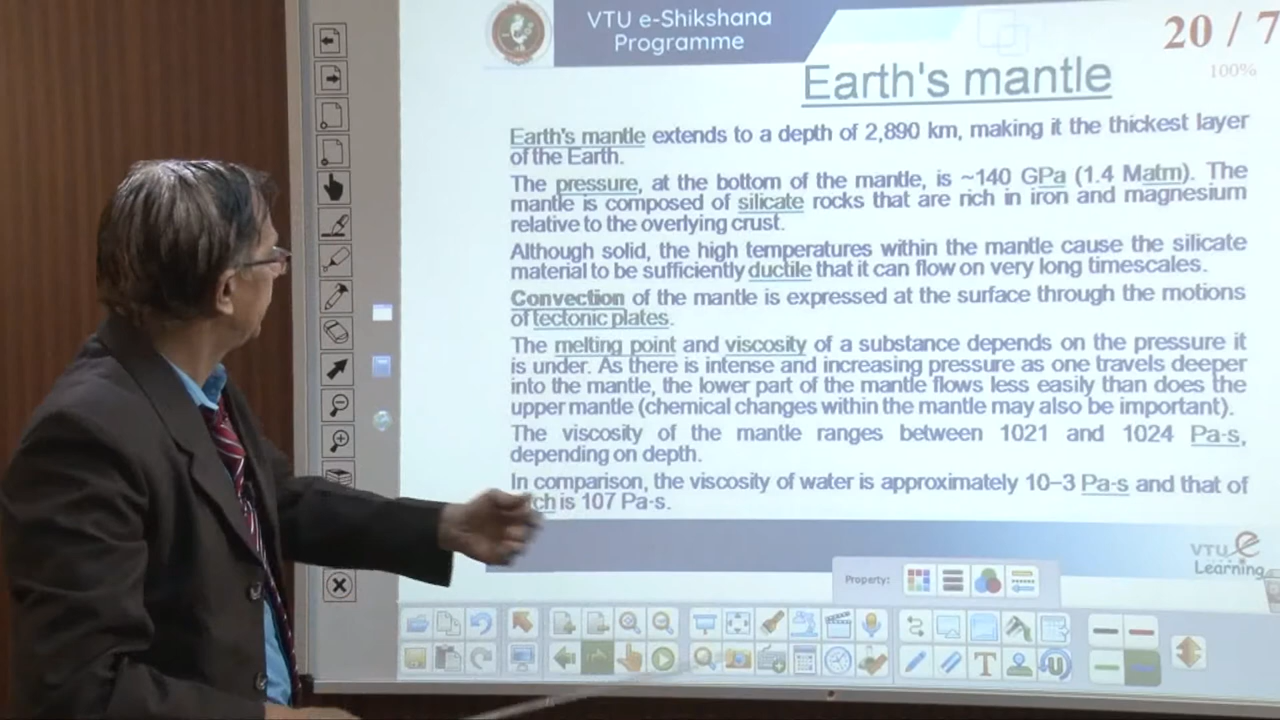 VTU e-Shikshana
Programme
20 / 7
100%
Earth's mantle
Earth's mantle extends to a depth of 2,890 km, making it the thickest layer
of the Earth.
The pressure, at the bottom of the mantle, is ~140 GPa (1.4 Matm). The
mantle is composed of silicate rocks that are rich in iron and magnesium
relative to the overlying crust.
Although solid, the high temperatures within the mantle cause the silicate
material to be sufficiently ductile that it can flow on very long timescales.
Convection of the mantle is expressed at the surface through the motions
of tectonic plates.
The melting point and viscosity of a substance depends on the pressure it
is under. As there is intense and increasing pressure as one travels deeper
into the mantle, the lower part of the mantle flows less easily than does the
upper mantle (chemical changes within the mantle may also be important).
The viscosity of the mantle ranges between 1021 and 1024 Pa·s,
depending on depth.
In comparison, the viscosity of water is approximately 10−3 Pa·s and that of
ch is 107 Pa·s.
VTU e
Learning
Property: